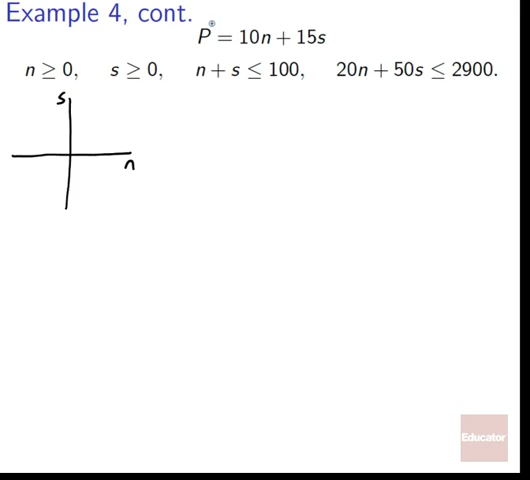 Example 4, cont.
P = 10n + 15s
n ≥ 0, s ≥ 0, n + s ≤ 100, 20n + 50s ≤ 2900.
s
n
Educator